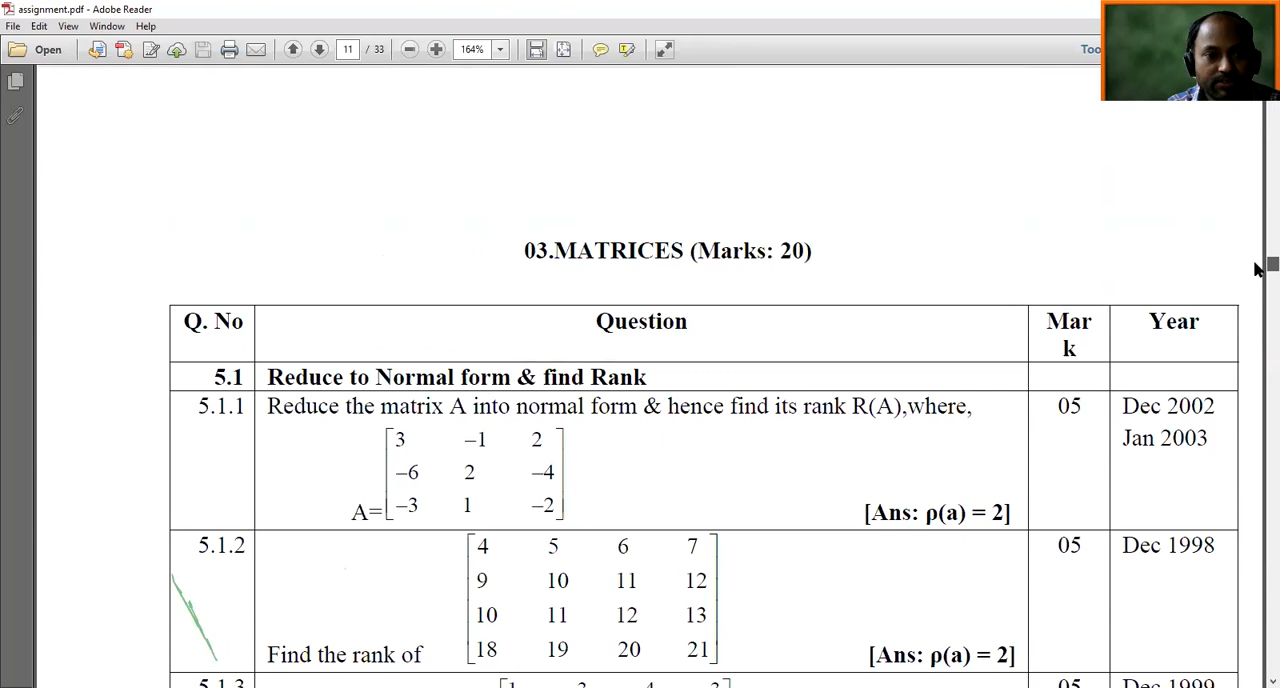 assignment.pdf - Adobe Reader
File Edit View Window Help
Open 11 / 33 164%
03.MATRICES (Marks: 20)
Q. No Question Mar Year
k
5.1 Reduce to Normal form & find Rank
5.1.1 Reduce the matrix A into normal form & hence find its rank R(A),where, 05 Dec 2002
3 −1 2 Jan 2003
−6 2 −4
−3 1 −2
A= [Ans: ρ(a) = 2]
5.1.2 4 5 6 7 05 Dec 1998
9 10 11 12
10 11 12 13
18 19 20 21
Find the rank of [Ans: ρ(a) = 2]